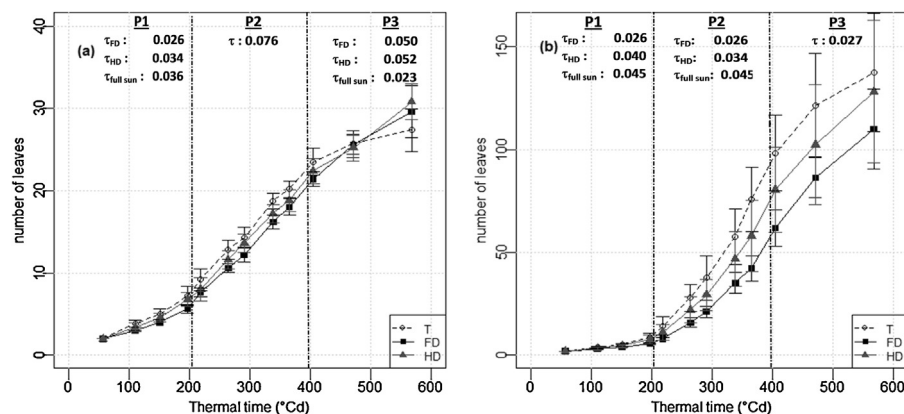 (a)
P1
τFD : 0.026
τHD : 0.034
τfull sun : 0.036
P2
τ : 0.076
P3
τFD : 0.050
τHD : 0.052
τfull sun : 0.023
number of leaves
0 10 20 30 40
0 100 200 300 400 500 600
Thermal time (°Cd)
T
FD
HD
(b)
P1
τFD : 0.026
τHD : 0.040
τfull sun : 0.045
P2
τFD : 0.026
τHD : 0.034
τfull sun : 0.045
P3
τ : 0.027
number of leaves
0 50 100 150
0 100 200 300 400 500 600
Thermal time (°Cd)
T
FD
HD